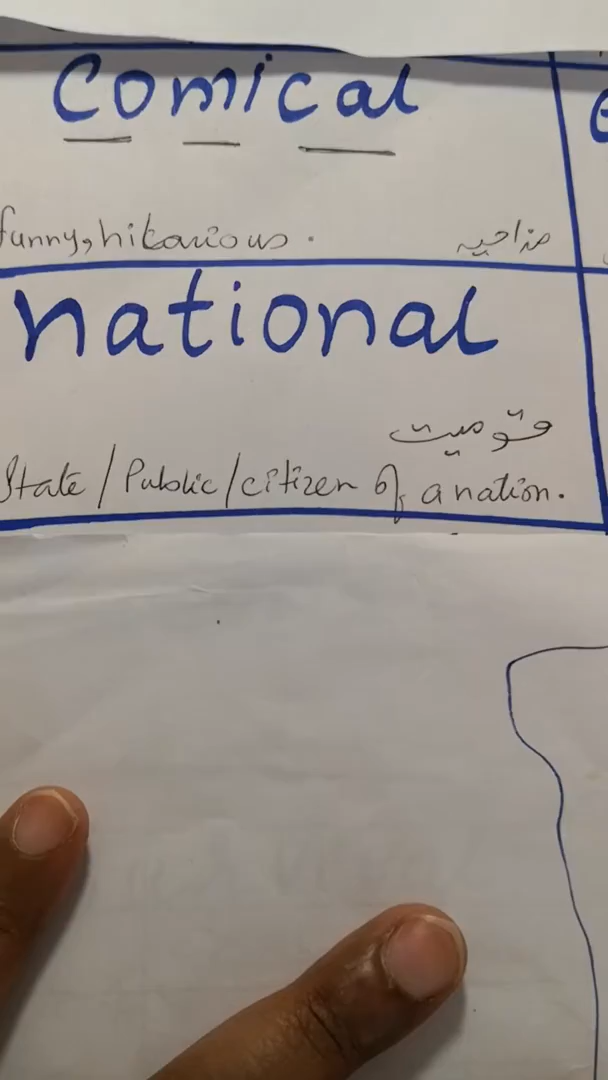 Comical
funny, hilarious.
مزاحیہ
national
قومیت
State / Public / citizen of a nation.